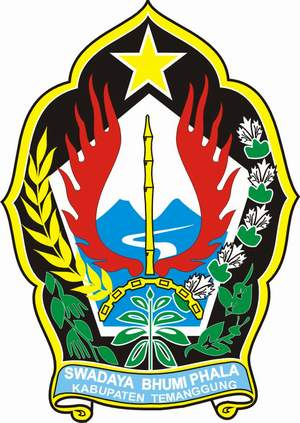 SWADAYA BHUMI PHALA
KABUPATEN TEMANGGUNG